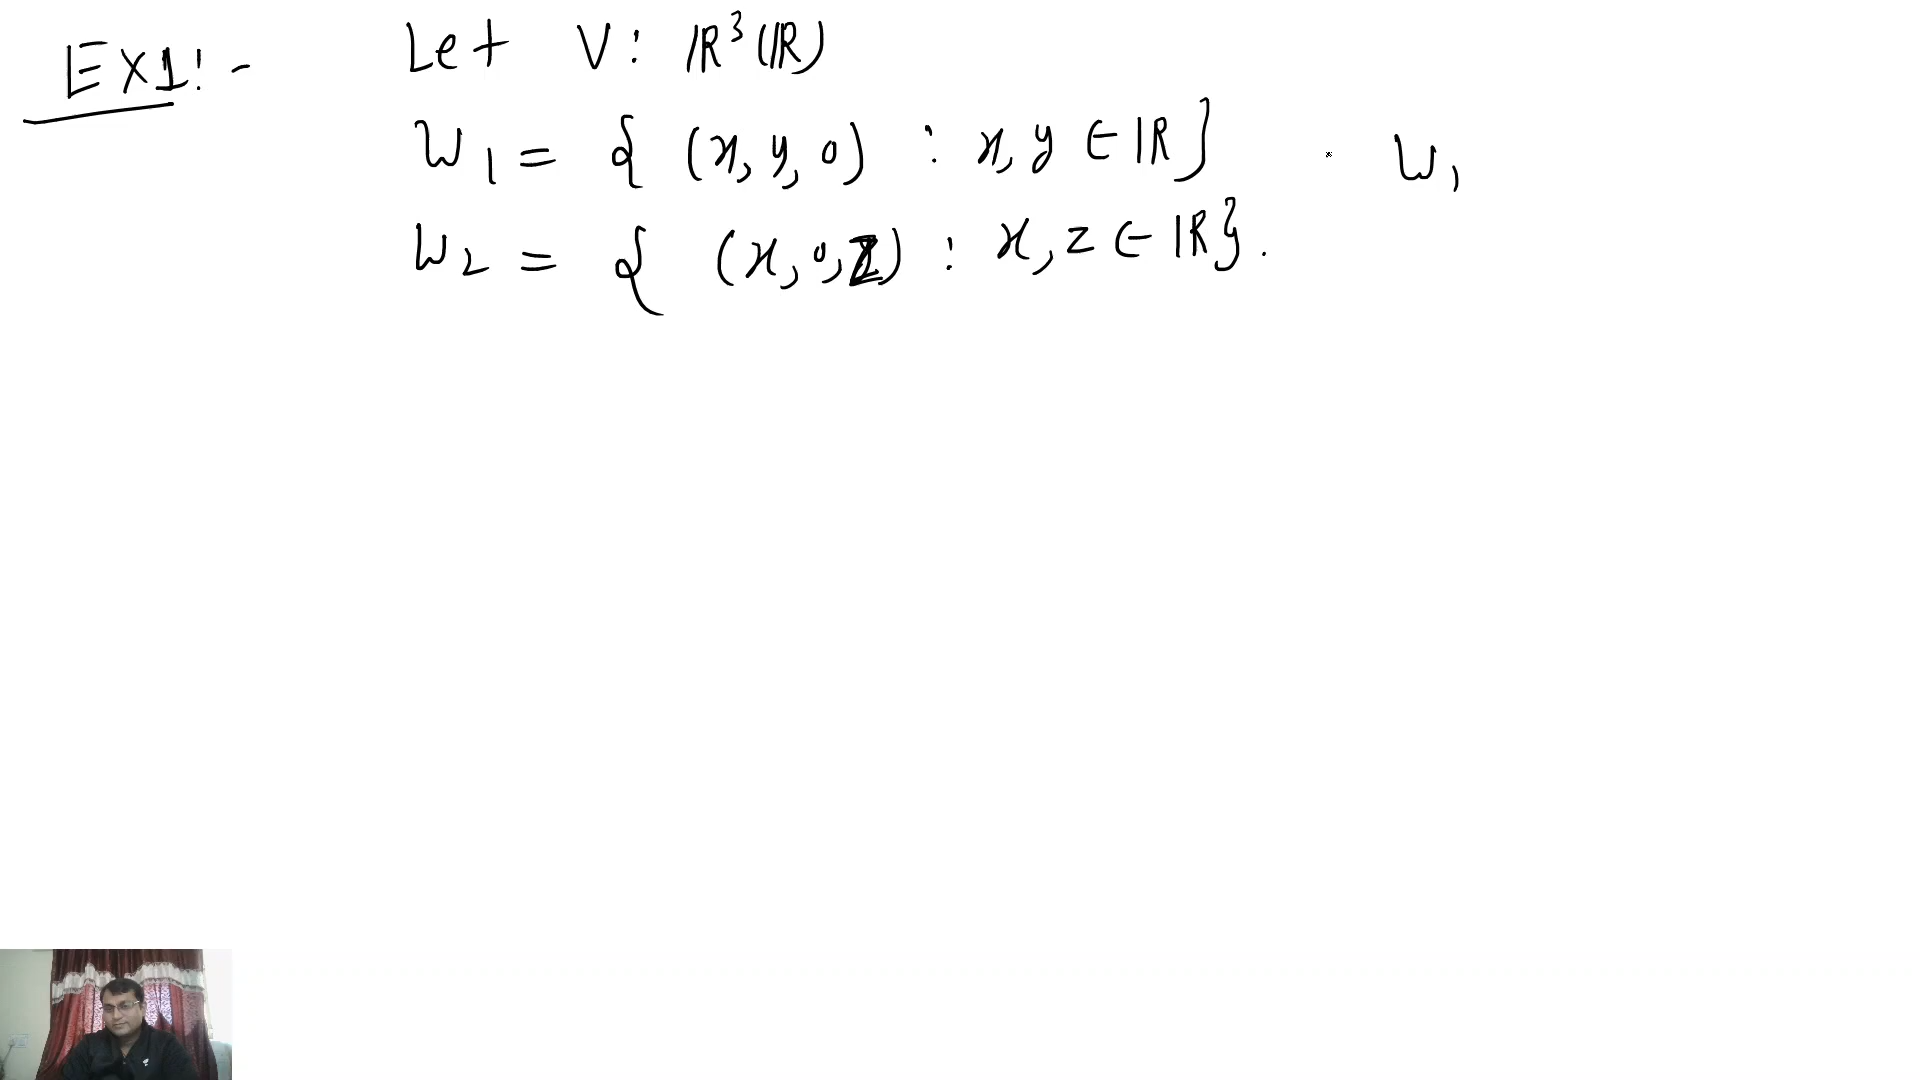 EX1:- Let V: ℝ³(ℝ)
W₁ = { (x, y, 0) : x, y ∈ ℝ } . W₁
W₂ = { (x, 0, z) : x, z ∈ ℝ }.